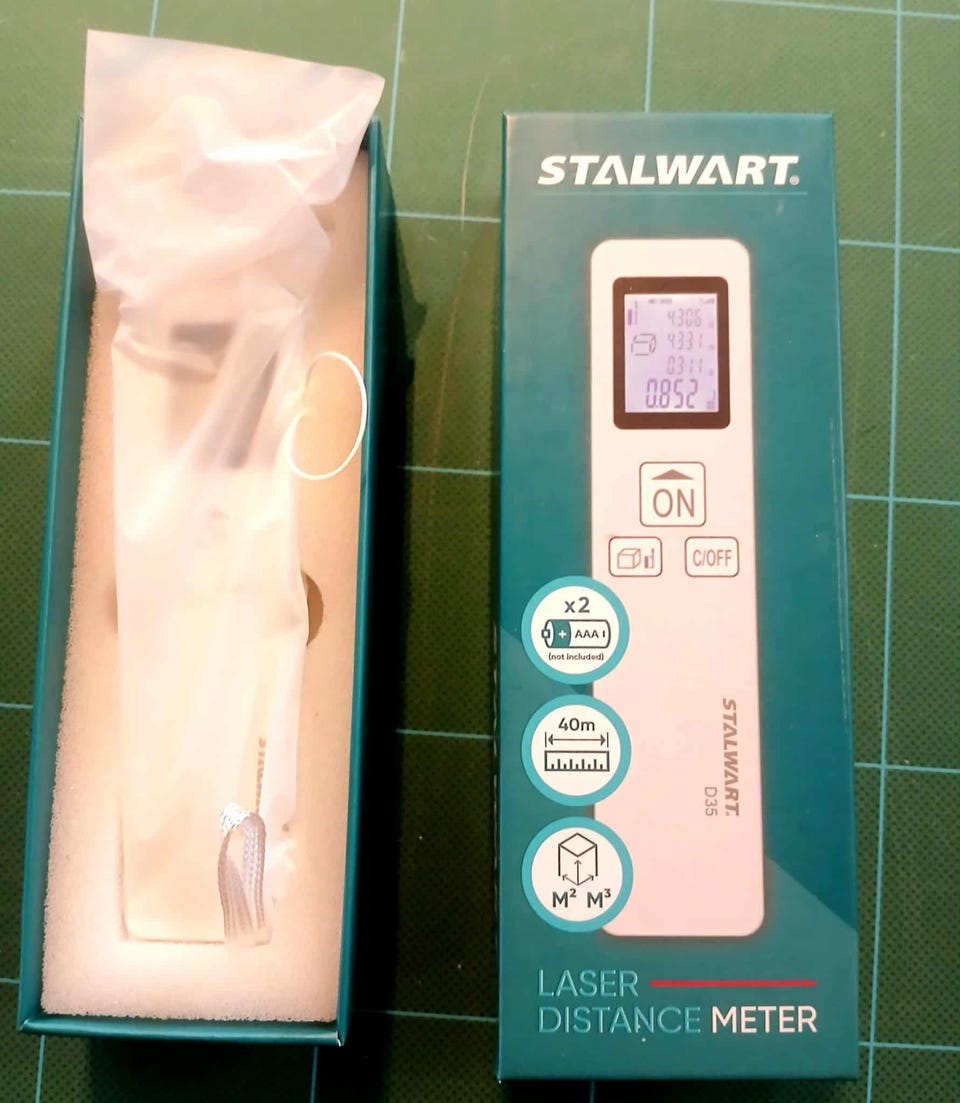 STALWART®
4.306
4.331
0.311
0.852
ON
C/OFF
x2
+ AAA
(not included)
40m
M² M³
STALWART.
D35
LASER
DISTANCE METER